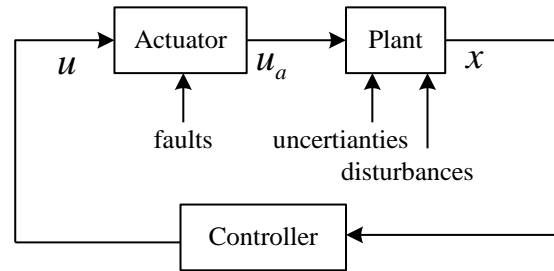 Actuator
Plant
u
u_a
x
faults
uncertianties
disturbances
Controller